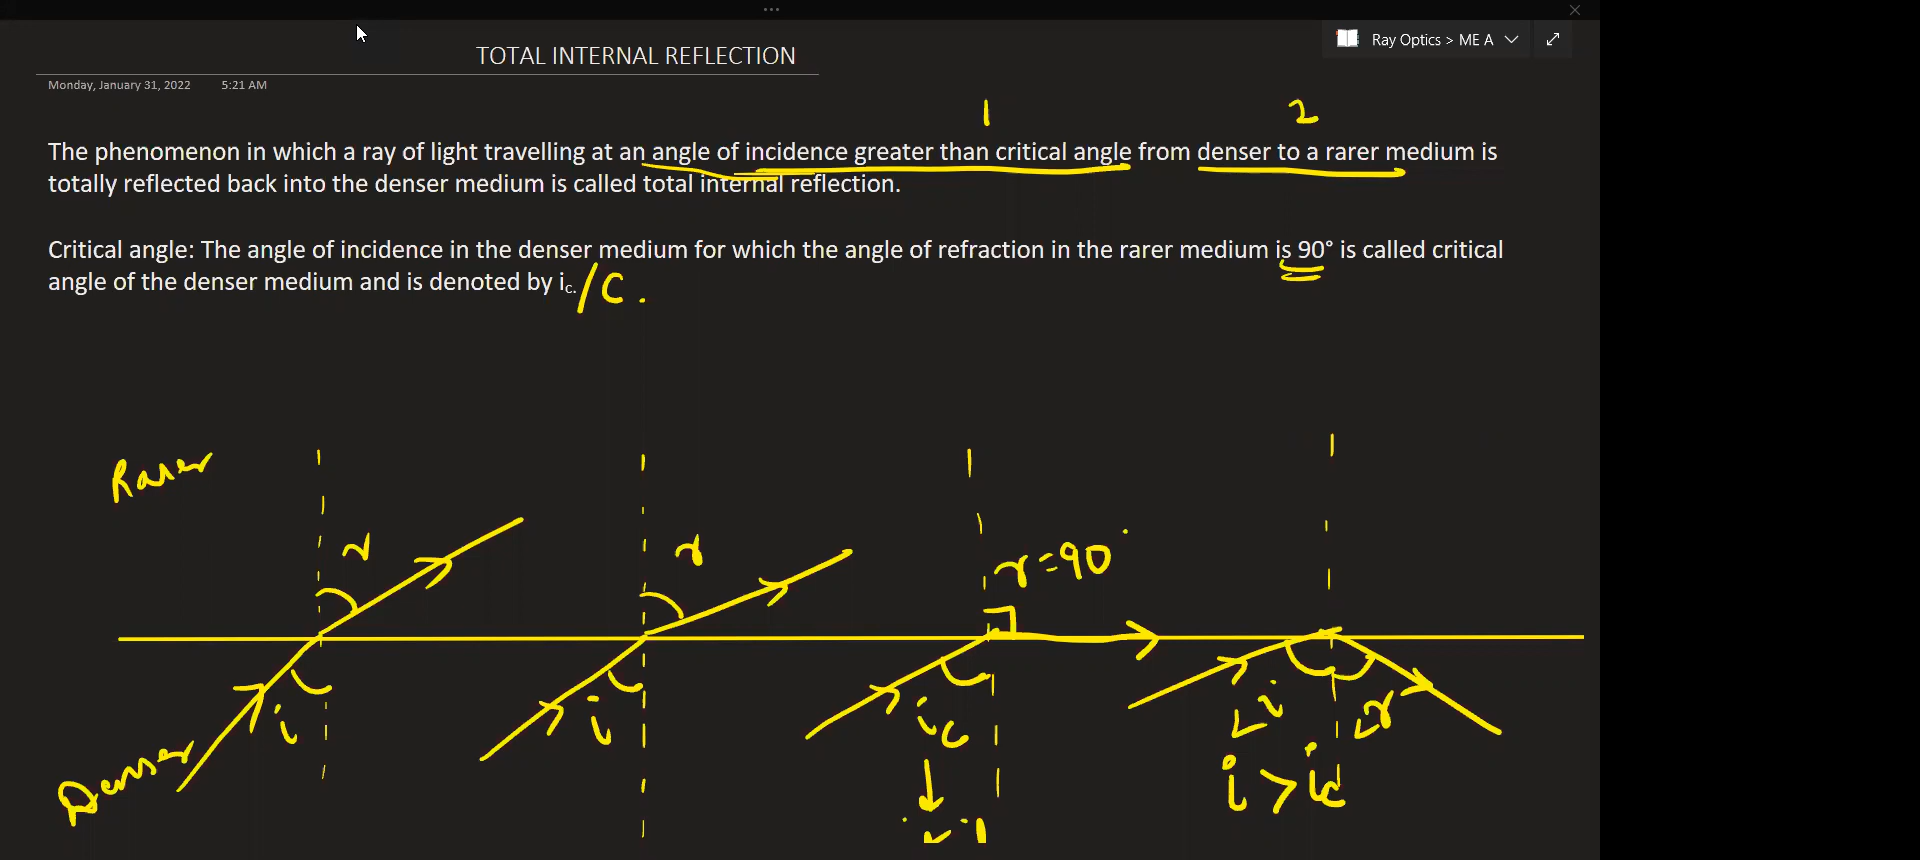 Ray Optics > ME A
TOTAL INTERNAL REFLECTION
Monday, January 31, 2022 5:21 AM
1 2
The phenomenon in which a ray of light travelling at an angle of incidence greater than critical angle from denser to a rarer medium is
totally reflected back into the denser medium is called total internal reflection.
Critical angle: The angle of incidence in the denser medium for which the angle of refraction in the rarer medium is 90° is called critical
angle of the denser medium and is denoted by ic. /C.
Rarer
r r r=90°
i i ic ∠i ∠r
Denser
i > ic